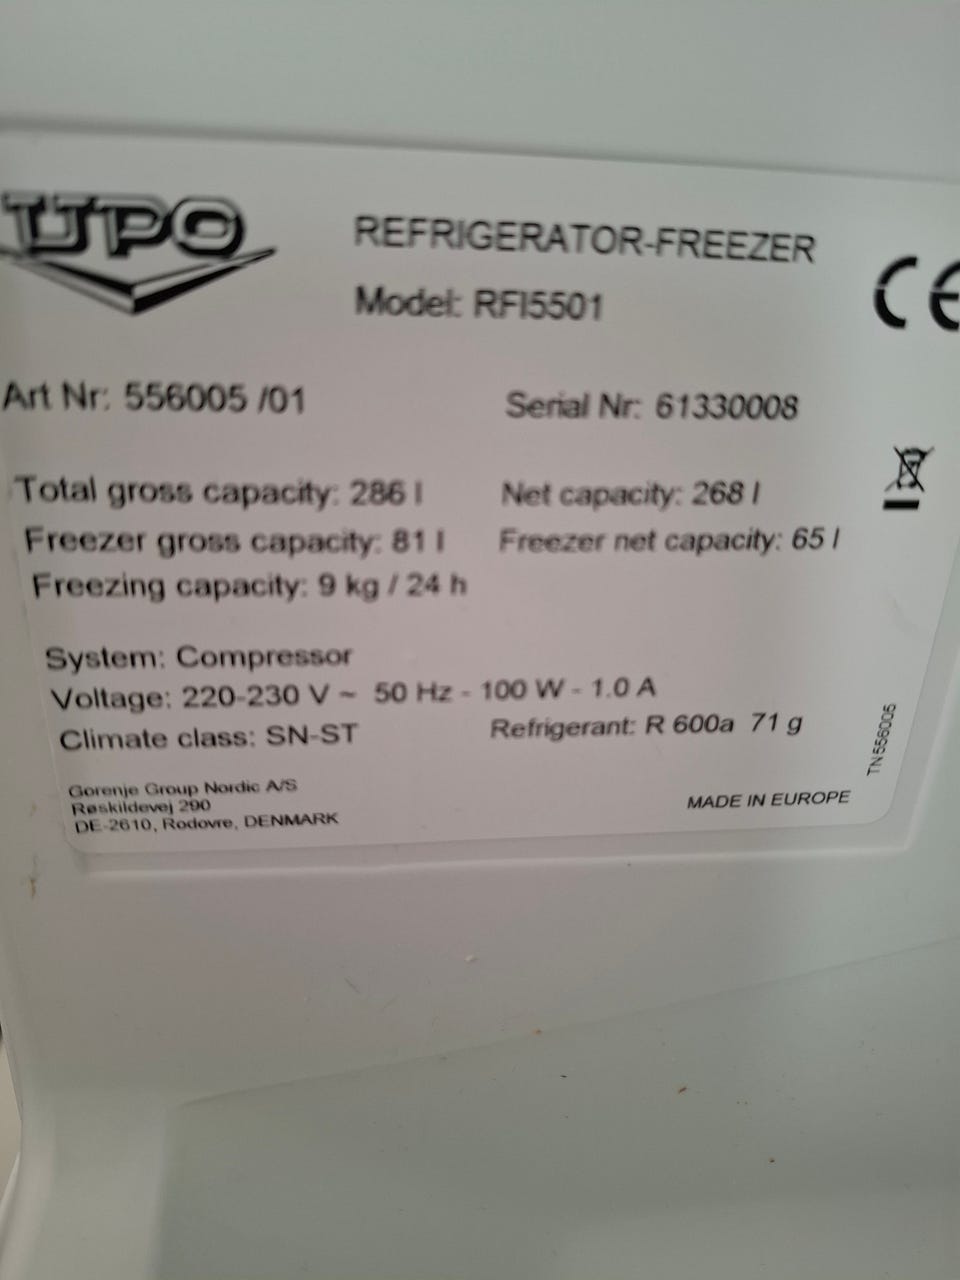 UPO
REFRIGERATOR-FREEZER
Model: RFI5501
CE
Art Nr: 556005 /01
Serial Nr: 61330008
Total gross capacity: 286 l
Net capacity: 268 l
Freezer gross capacity: 81 l
Freezer net capacity: 65 l
Freezing capacity: 9 kg / 24 h
System: Compressor
Voltage: 220-230 V ~ 50 Hz - 100 W - 1.0 A
Climate class: SN-ST
Refrigerant: R 600a 71 g
TN556005
Gorenje Group Nordic A/S
Røskildevej 290
DE-2610, Rodovre, DENMARK
MADE IN EUROPE